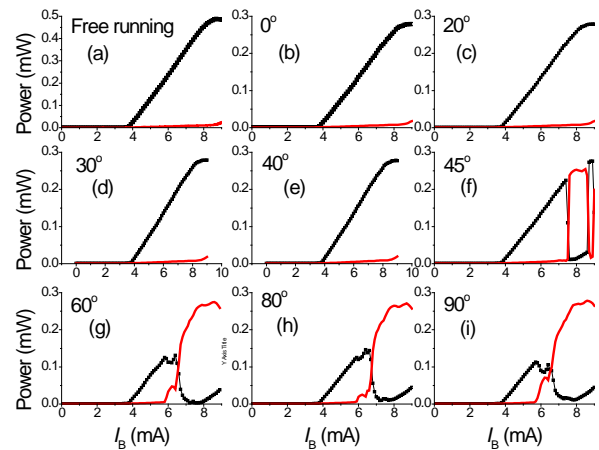 Power (mW)
0.5
0.4
0.3
0.2
0.1
0.0
Free running
(a)
0 2 4 6 8
0.3
0.2
0.1
0.0
0°
(b)
0 2 4 6 8
0.3
0.2
0.1
0.0
20°
(c)
0 2 4 6 8
Power (mW)
0.3
0.2
0.1
0.0
30°
(d)
0 2 4 6 8 10
0.3
0.2
0.1
0.0
40°
(e)
0 2 4 6 8 10
0.3
0.2
0.1
0.0
45°
(f)
0 2 4 6 8
Power (mW)
0.3
0.2
0.1
0.0
60°
(g)
0 2 4 6 8
I_B (mA)
Y Axis Title
0.3
0.2
0.1
0.0
80°
(h)
0 2 4 6 8
I_B (mA)
0.3
0.2
0.1
0.0
90°
(i)
0 2 4 6 8
I_B (mA)